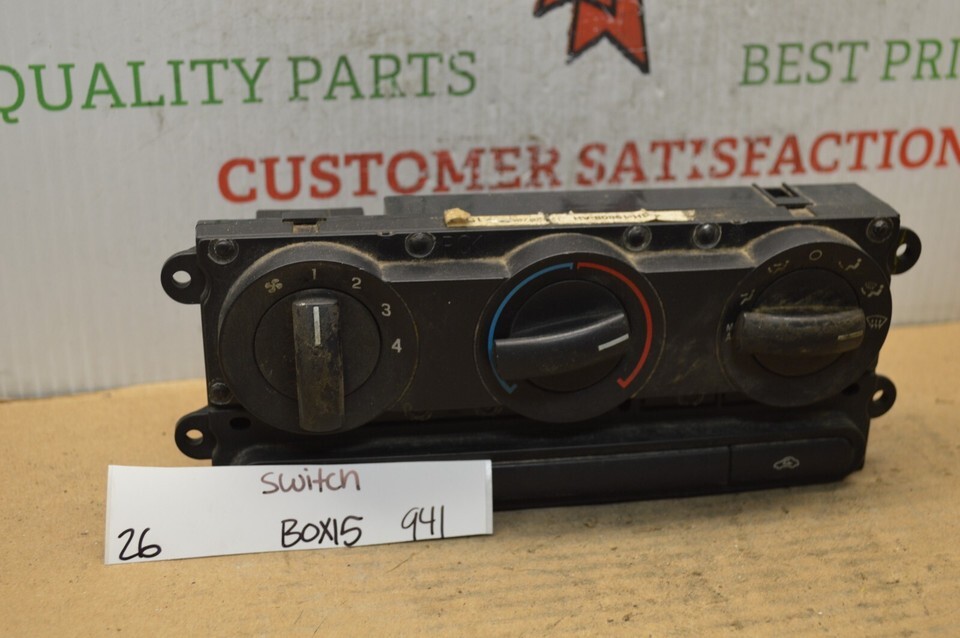 QUALITY PARTS
BEST PRI
CUSTOMER SATISFACTION
1
2
3
4
switch
26 BOX15 941